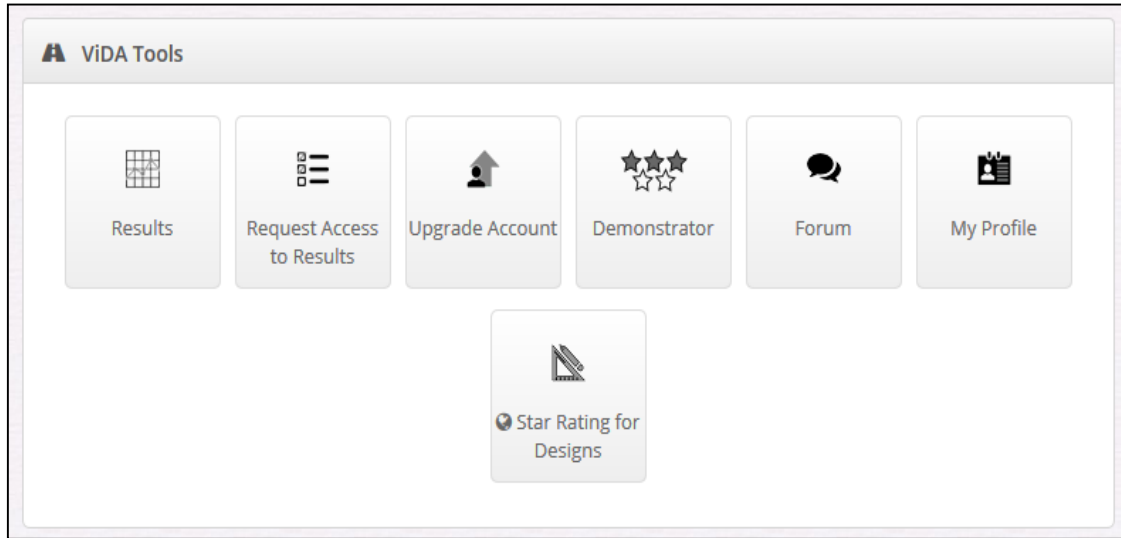 ViDA Tools
Results
Request Access
to Results
Upgrade Account
Demonstrator
Forum
My Profile
Star Rating for
Designs